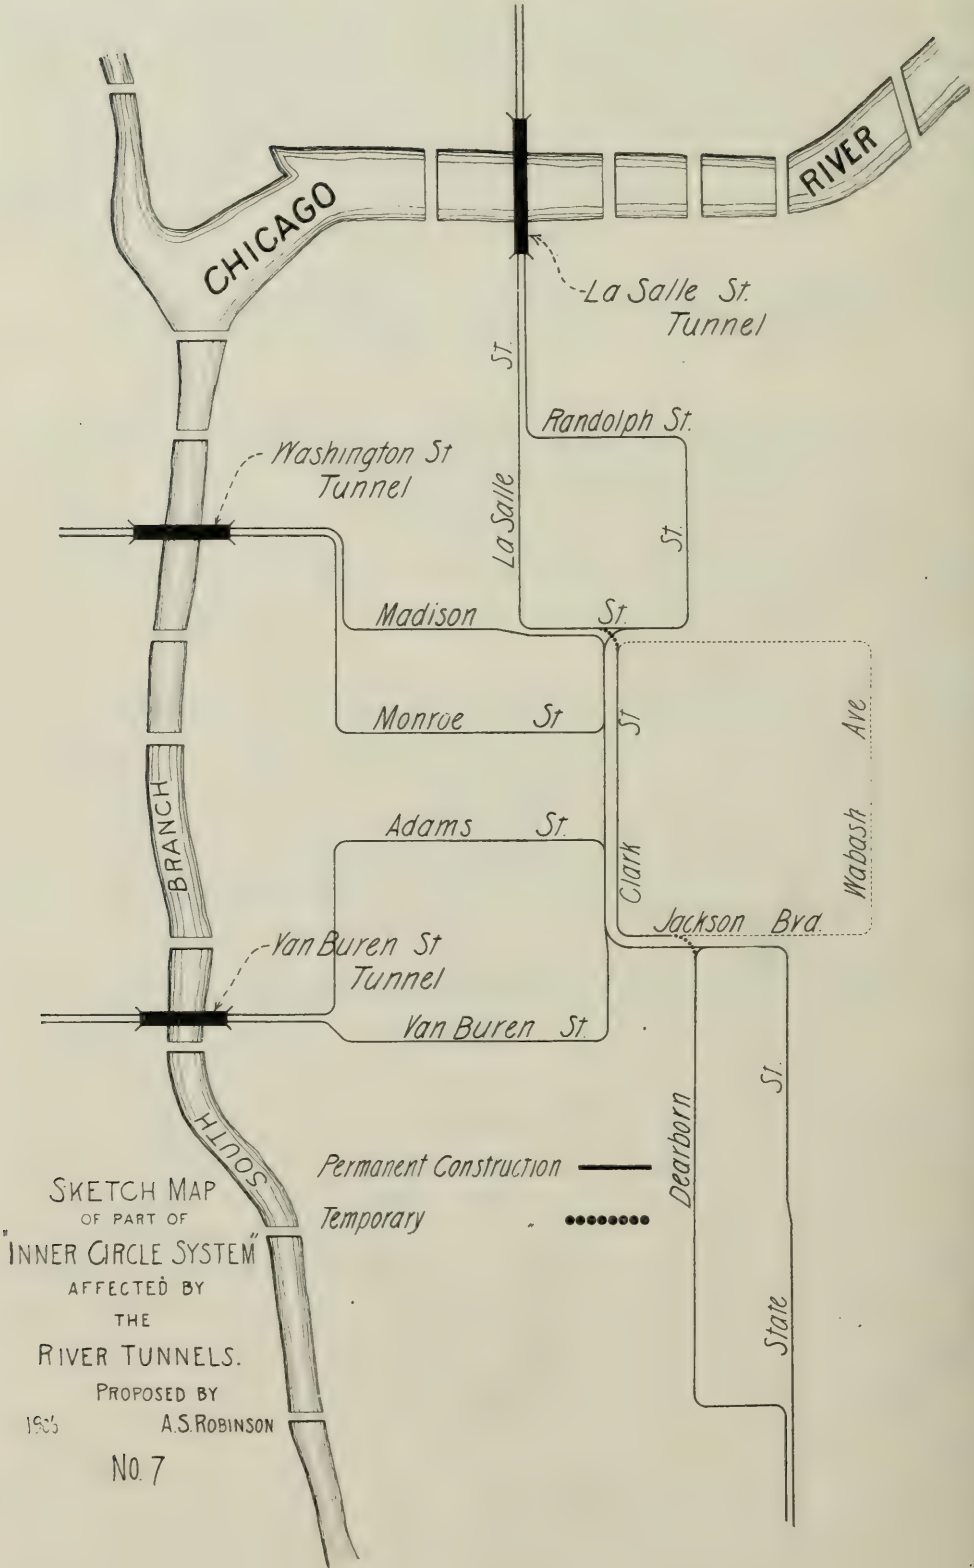 RIVER
CHICAGO
La Salle St.
Tunnel
St.
Randolph St.
Washington St
Tunnel
La Salle
St.
Madison
St.
Monroe St
St
Ave
BRANCH
Adams St.
Clark
Wabash
Jackson Bvd.
Van Buren St
Tunnel
Van Buren St.
St.
Dearborn
SOUTH
Permanent Construction
Temporary "
State
SKETCH MAP
OF PART OF
"INNER CIRCLE SYSTEM"
AFFECTED BY
THE
RIVER TUNNELS.
PROPOSED BY
A.S. ROBINSON
No. 7